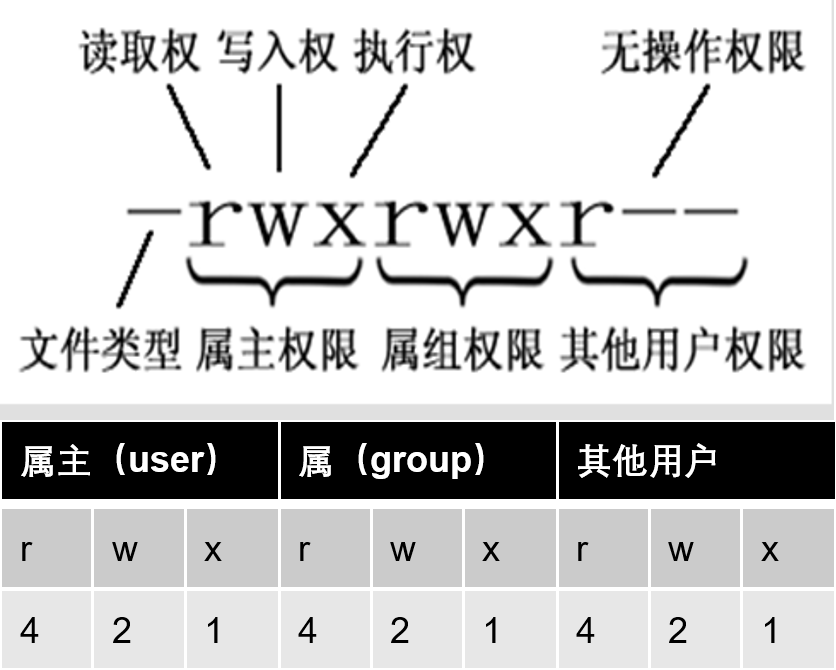 读取权 写入权 执行权 无操作权限
-rwxrwxr--
文件类型 属主权限 属组权限 其他用户权限
属主（user） 属（group） 其他用户
r w x r w x r w x
4 2 1 4 2 1 4 2 1